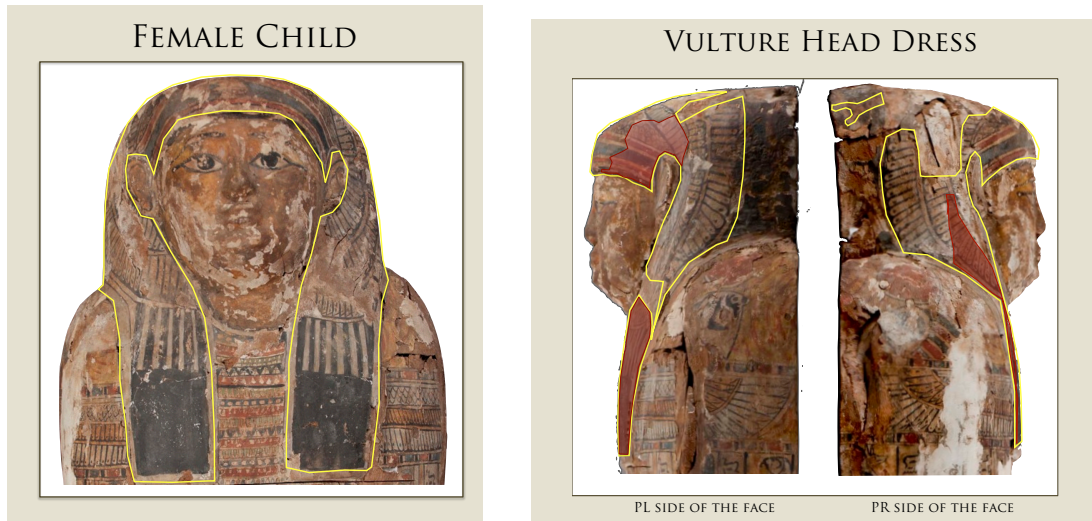 FEMALE CHILD
VULTURE HEAD DRESS
PL SIDE OF THE FACE
PR SIDE OF THE FACE